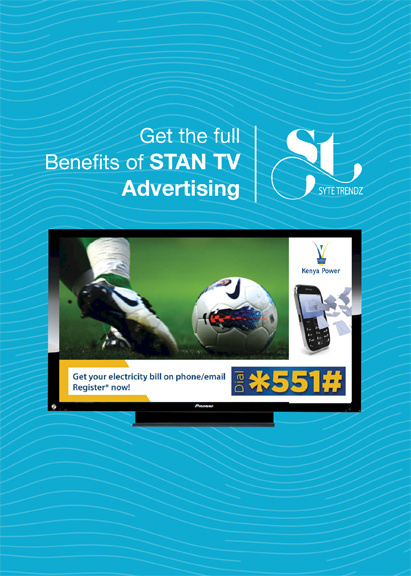 Get the full
Benefits of STAN TV
Advertising
St
SYTE TRENDZ
Kenya Power
Get your electricity bill on phone/email
Register* now!
Dial
*551#
Pioneer